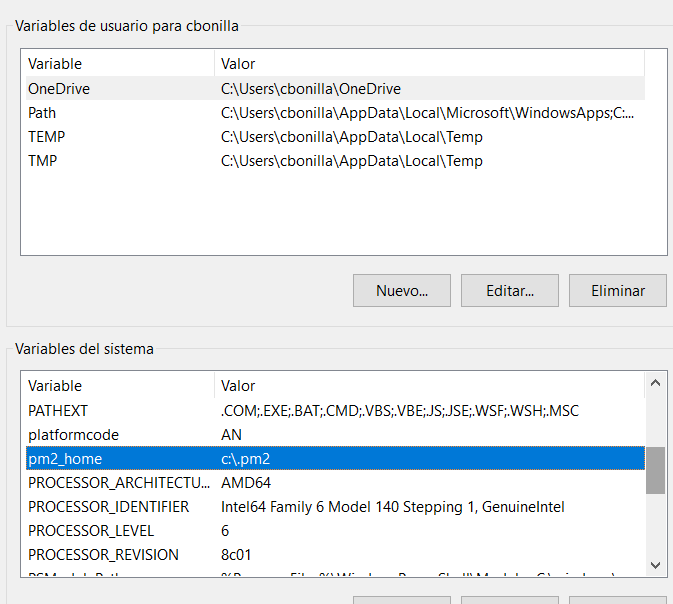 Variables de usuario para cbonilla
Variable Valor
OneDrive C:\Users\cbonilla\OneDrive
Path C:\Users\cbonilla\AppData\Local\Microsoft\WindowsApps;C:...
TEMP C:\Users\cbonilla\AppData\Local\Temp
TMP C:\Users\cbonilla\AppData\Local\Temp
Nuevo... Editar... Eliminar
Variables del sistema
Variable Valor
PATHEXT .COM;.EXE;.BAT;.CMD;.VBS;.VBE;.JS;.JSE;.WSF;.WSH;.MSC
platformcode AN
pm2_home c:\.pm2
PROCESSOR_ARCHITECTU... AMD64
PROCESSOR_IDENTIFIER Intel64 Family 6 Model 140 Stepping 1, GenuineIntel
PROCESSOR_LEVEL 6
PROCESSOR_REVISION 8c01